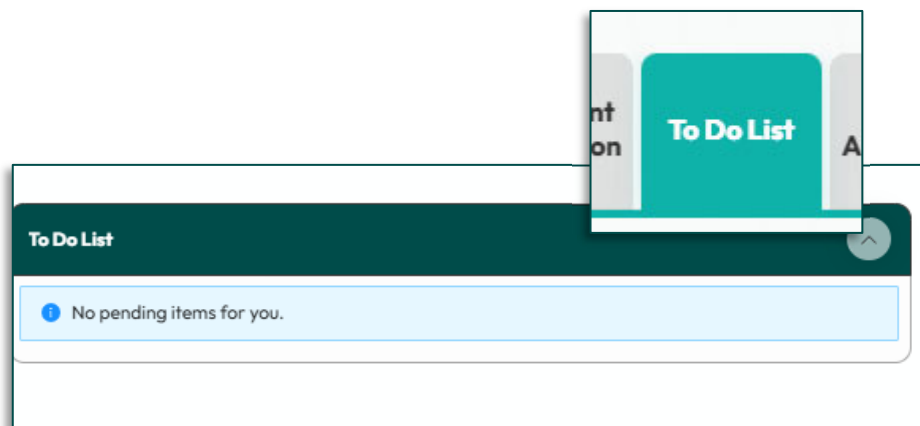 nt
on
To Do List
A
To Do List
No pending items for you.